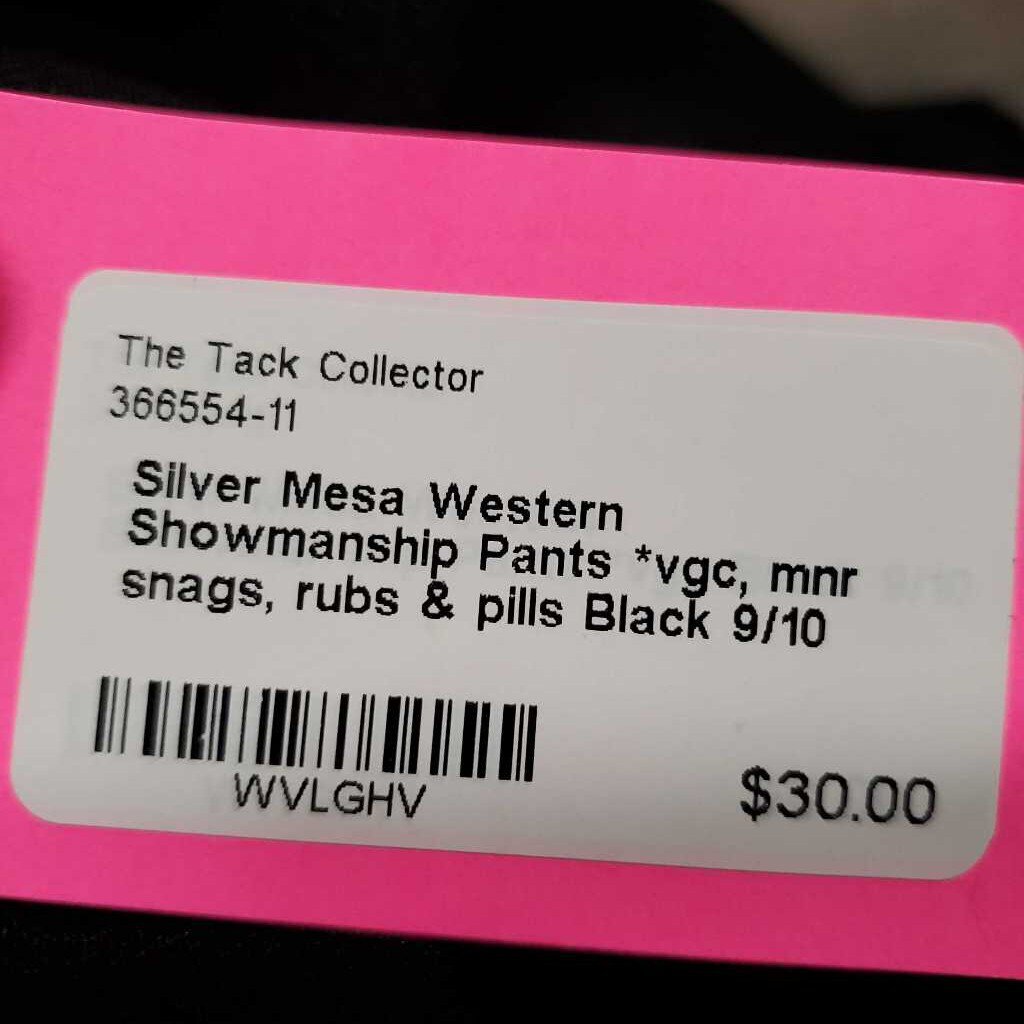 The Tack Collector
366554-11
Silver Mesa Western
Showmanship Pants *vgc, mnr
snags, rubs & pills Black 9/10
WVLGHV
$30.00